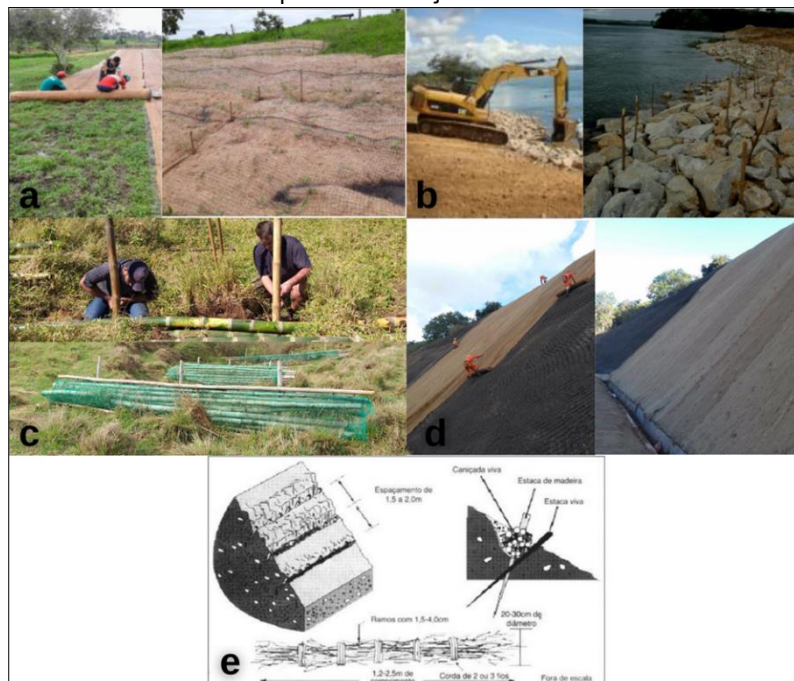 a
b
c
d
Espaçamento de
1,5 a 2,0m
Caniçada viva
Estaca de madeira
Estaca viva
20-30cm de
diâmetro
Ramos com 1,5-4,0cm
e
1,2-2,5m de
Corda de 2 ou 3 fios
Fora de escala